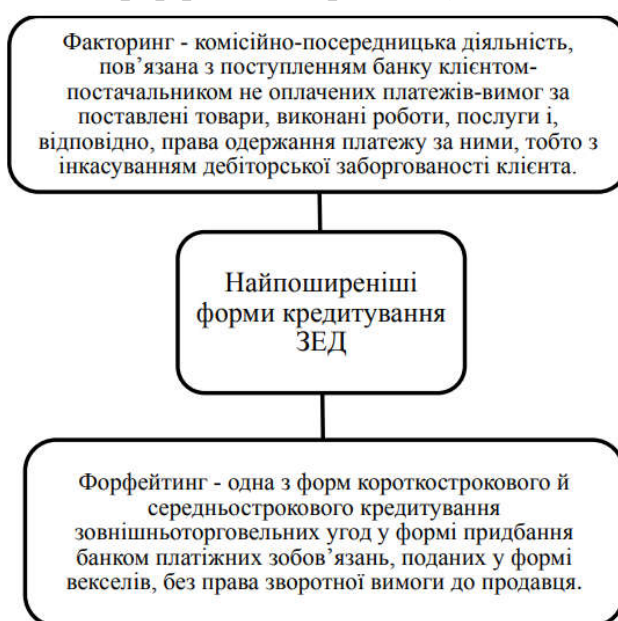 Факторинг - комісійно-посередницька діяльність,
пов’язана з поступленням банку клієнтом-
постачальником не оплачених платежів-вимог за
поставлені товари, виконані роботи, послуги і,
відповідно, права одержання платежу за ними, тобто з
інкасуванням дебіторської заборгованості клієнта.
Найпоширеніші
форми кредитування
ЗЕД
Форфейтинг - одна з форм короткострокового й
середньострокового кредитування
зовнішньоторговельних угод у формі придбання
банком платіжних зобов’язань, поданих у формі
векселів, без права зворотної вимоги до продавця.